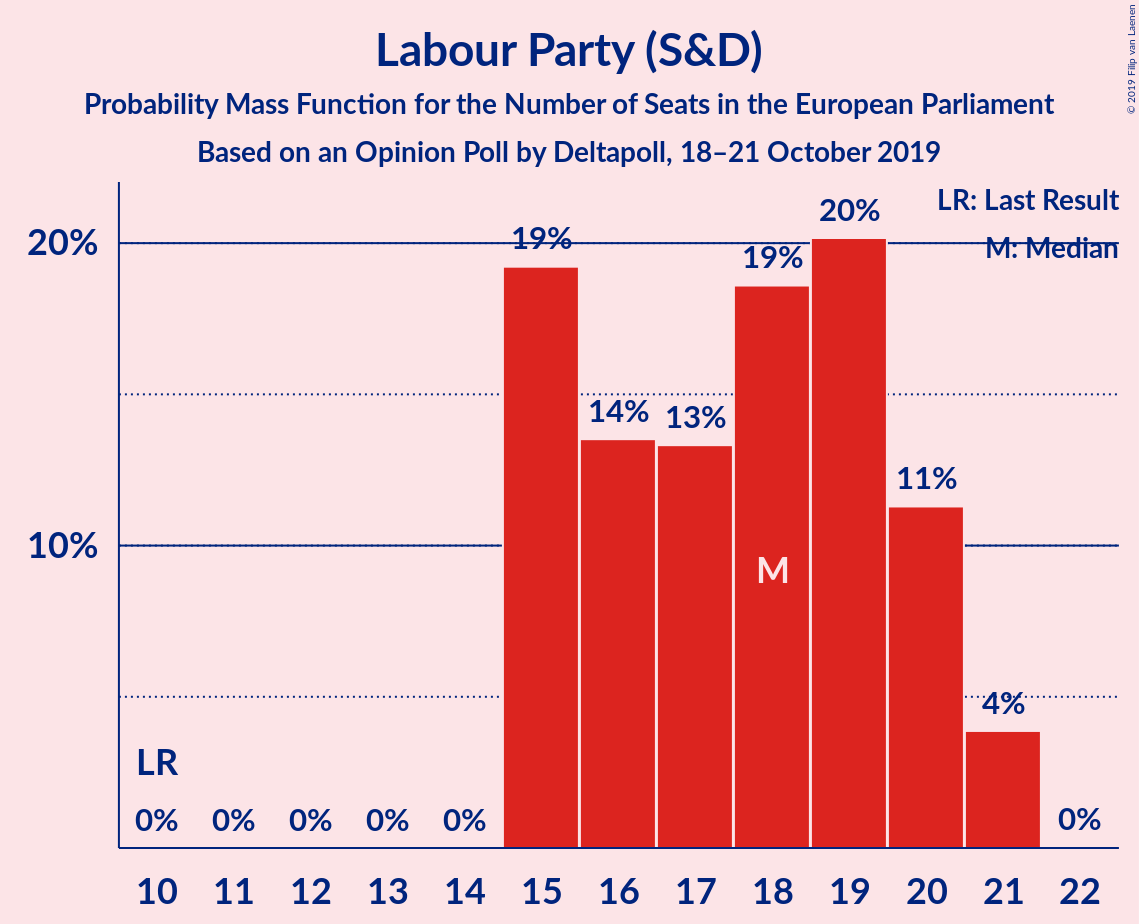 Labour Party (S&D)
Probability Mass Function for the Number of Seats in the European Parliament
Based on an Opinion Poll by Deltapoll, 18–21 October 2019
© 2019 Filip van Laenen
LR: Last Result
M: Median
20%
10%
LR
0%
0%
0%
0%
0%
19%
14%
13%
19%
M
20%
11%
4%
0%
10 11 12 13 14 15 16 17 18 19 20 21 22